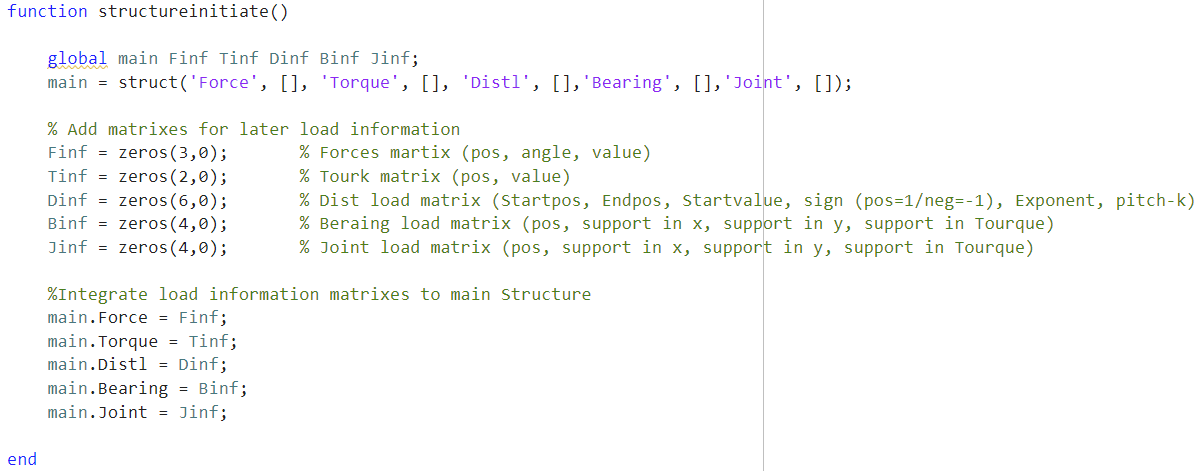 function structureinitiate()
global main Finf Tinf Dinf Binf Jinf;
main = struct('Force', [], 'Torque', [], 'Distl', [],'Bearing', [],'Joint', []);
% Add matrixes for later load information
Finf = zeros(3,0);       % Forces martix (pos, angle, value)
Tinf = zeros(2,0);       % Tourk matrix (pos, value)
Dinf = zeros(6,0);       % Dist load matrix (Startpos, Endpos, Startvalue, sign (pos=1/neg=-1), Exponent, pitch-k)
Binf = zeros(4,0);       % Beraing load matrix (pos, support in x, support in y, support in Tourque)
Jinf = zeros(4,0);       % Joint load matrix (pos, support in x, support in y, support in Tourque)
%Integrate load information matrixes to main Structure
main.Force = Finf;
main.Torque = Tinf;
main.Distl = Dinf;
main.Bearing = Binf;
main.Joint = Jinf;
end